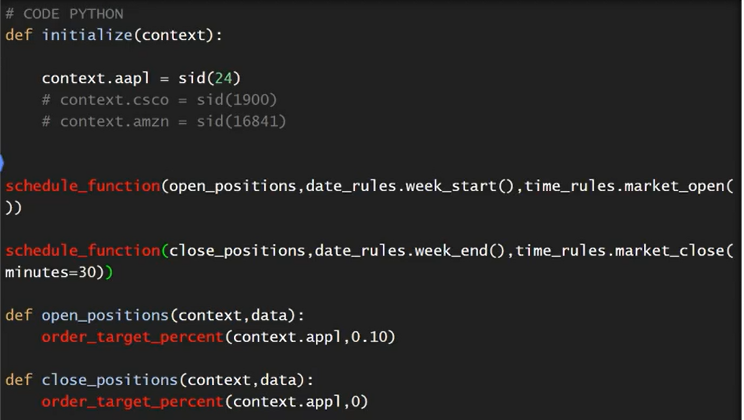 # CODE PYTHON
def initialize(context):
context.aapl = sid(24)
# context.csco = sid(1900)
# context.amzn = sid(16841)
schedule_function(open_positions,date_rules.week_start(),time_rules.market_open(
))
schedule_function(close_positions,date_rules.week_end(),time_rules.market_close(
minutes=30))
def open_positions(context,data):
order_target_percent(context.appl,0.10)
def close_positions(context,data):
order_target_percent(context.appl,0)